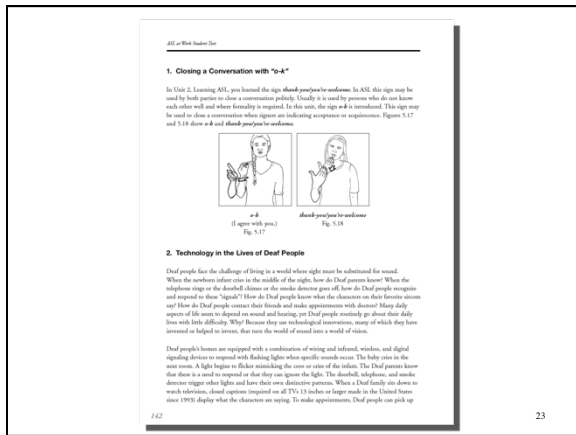 ASL at Work Student Text
1. Closing a Conversation with "o-k"
In Unit 2, Learning ASL, you learned the sign thank-you/you're-welcome. In ASL this sign may be
used by both parties to close a conversation politely. Usually it is used by persons who do not know
each other well and where formality is required. In this unit, the sign o-k is introduced. This sign may
be used to close a conversation when signers are indicating acceptance or acquiescence. Figures 5.17
and 5.18 show o-k and thank-you/you're-welcome.
o-k thank-you/you're-welcome
(I agree with you.) Fig. 5.18
Fig. 5.17
2. Technology in the Lives of Deaf People
Deaf people face the challenge of living in a world where sight must be substituted for sound.
When the newborn infant cries in the middle of the night, how do Deaf parents know? When the
telephone rings or the doorbell chimes or the smoke detector goes off, how do Deaf people recognize
and respond to these "signals"? How do Deaf people know what the characters on their favorite sitcom
say? How do Deaf people contact their friends and make appointments with doctors? Many daily
aspects of life seem to depend on sound and hearing, yet Deaf people routinely go about their daily
lives with little difficulty. Why? Because they use technological innovations, many of which they have
invented or helped to invent, that turn the world of sound into a world of vision.
Deaf people's homes are equipped with a combination of wiring and infrared, wireless, and digital
signaling devices to respond with flashing lights when specific sounds occur. The baby cries in the
next room. A light begins to flicker mimicking the coos or cries of the infant. The Deaf parents know
that there is a need to respond or that they can ignore the light. The doorbell, telephone, and smoke
detector trigger other lights and have their own distinctive patterns. When a Deaf family sits down to
watch television, closed captions (required on all TVs 13 inches or larger made in the United States
since 1993) display what the characters are saying. To make appointments, Deaf people can pick up
142
23